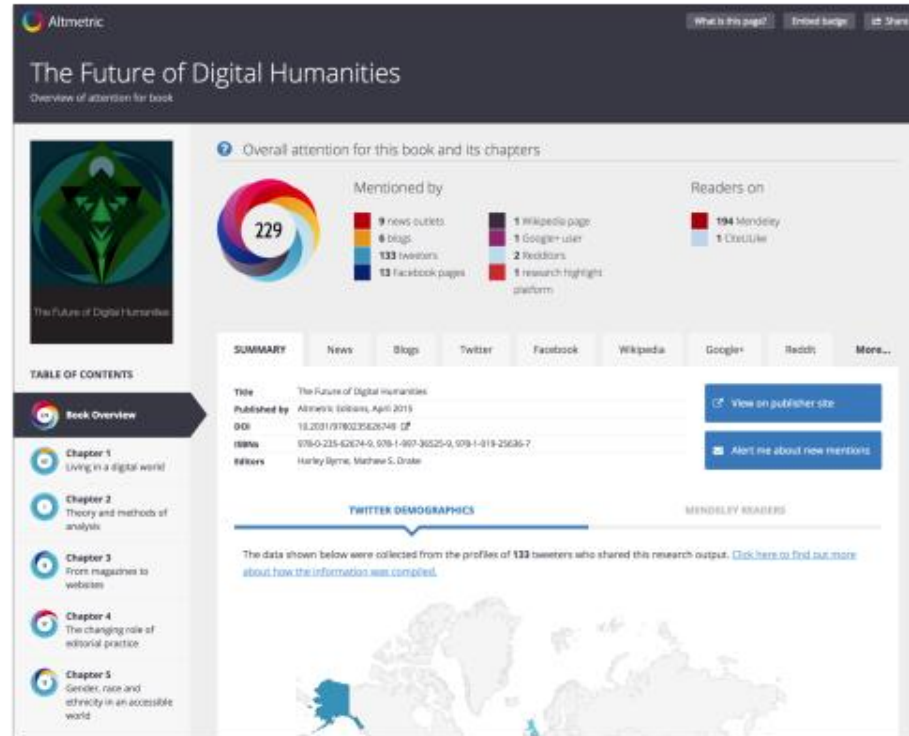 Altmetric
What is this page?
Embed badge
Share
The Future of Digital Humanities
Overview of attention for book
The Future of Digital Humanities
Overall attention for this book and its chapters
229
Mentioned by
9 news outlets
6 blogs
133 tweeters
13 Facebook pages
1 Wikipedia page
1 Google+ user
2 Redditors
1 research highlight
platform
Readers on
194 Mendeley
1 CiteULike
TABLE OF CONTENTS
Book Overview
Chapter 1
Living in a digital world
Chapter 2
Theory and methods of
analysis
Chapter 3
From magazines to
websites
Chapter 4
The changing role of
editorial practice
Chapter 5
Gender, race and
ethnicity in an accessible
world
SUMMARY
News
Blogs
Twitter
Facebook
Wikipedia
Google+
Reddit
More...
Title The Future of Digital Humanities
Published by Altmetric Editions, April 2015
DOI
ISBNs
Editors Harley Byrne, Mathew S. Drake
View on publisher site
Alert me about new mentions
TWITTER DEMOGRAPHICS
MENDELEY READERS
The data shown below were collected from the profiles of 133 tweeters who shared this research output. Click here to find out more
about how the information was compiled.